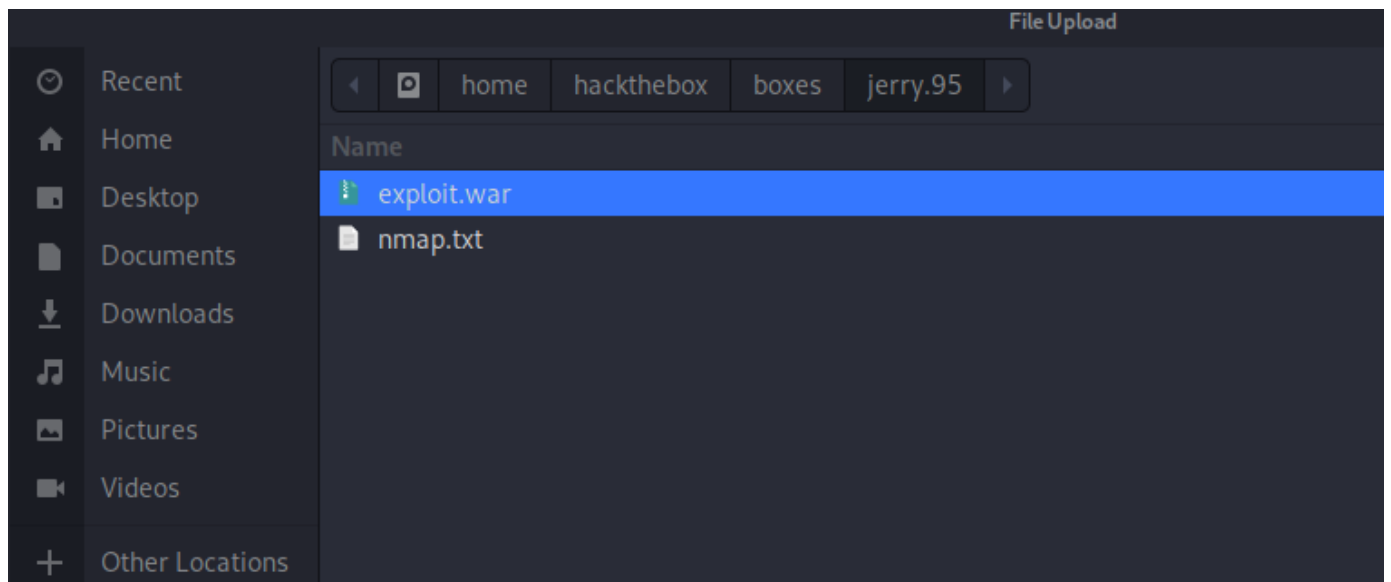 File Upload
Recent
Home
Desktop
Documents
Downloads
Music
Pictures
Videos
Other Locations
home hackthebox boxes jerry.95
Name
exploit.war
nmap.txt